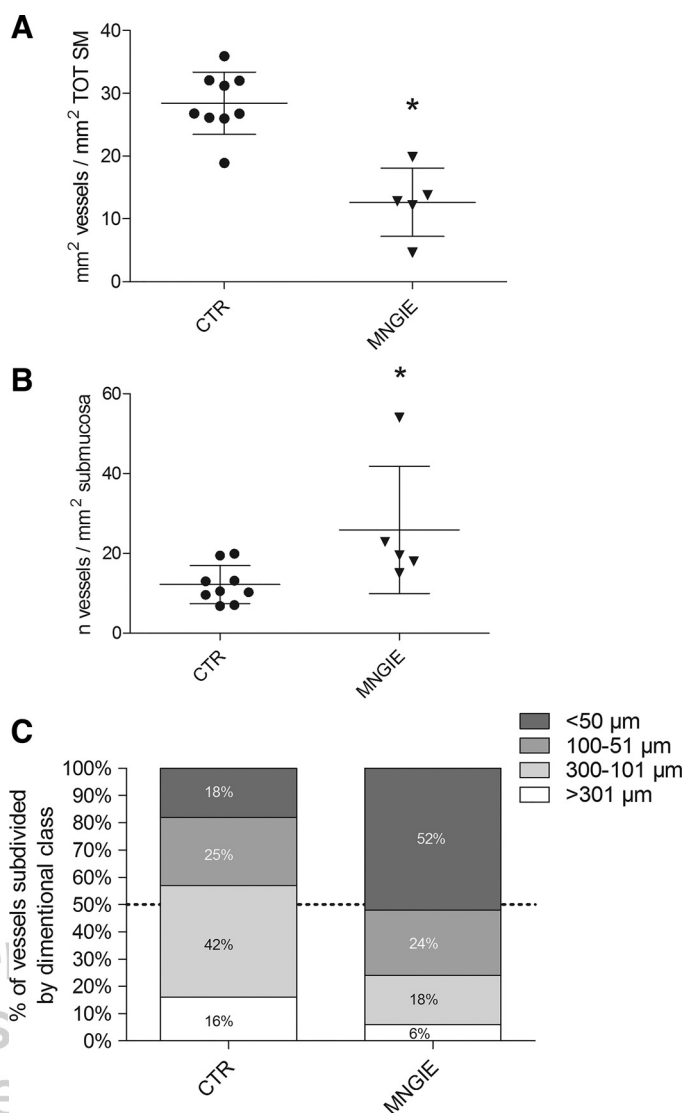 A
mm² vessels / mm² TOT SM
40
30
20
10
0
*
CTR
MNGIE
B
n vessels / mm² submucosa
60
40
20
0
*
CTR
MNGIE
C
<50 µm
100-51 µm
300-101 µm
>301 µm
% of vessels subdivided
by dimentional class
100%
90%
80%
70%
60%
50%
40%
30%
20%
10%
0%
18%
25%
42%
16%
52%
24%
18%
6%
CTR
MNGIE